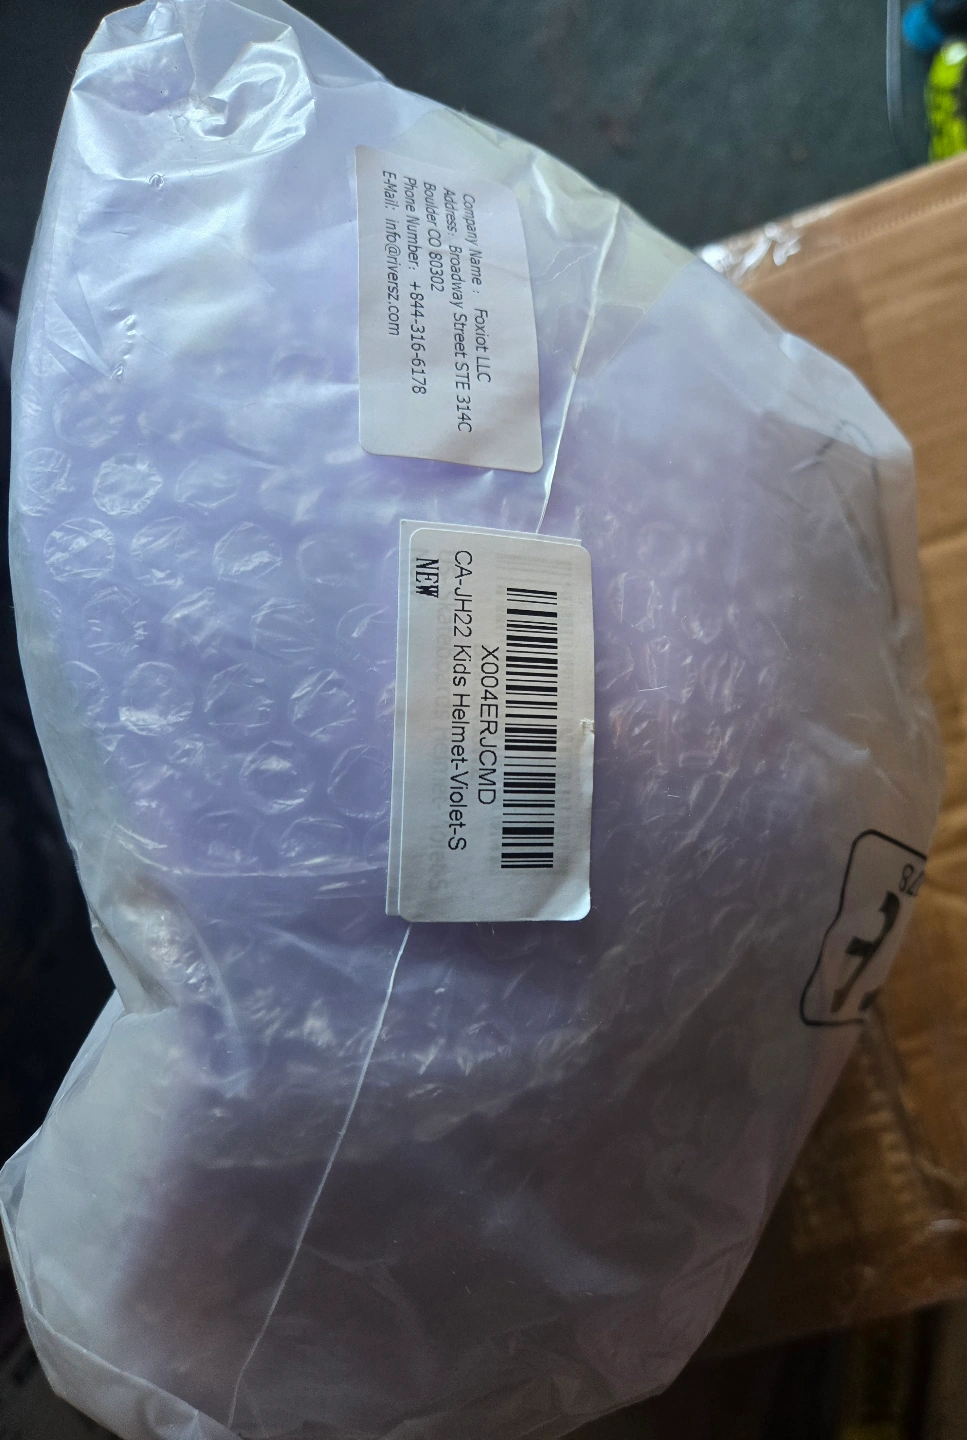 Company Name : Foxiot LLC
Address: Broadway Street STE 314C
Boulder CO 80302
Phone Number: +844-316-6178
E-Mail: info@riversz.com
X004ERJCMD
CA-JH22 Kids Helmet-Violet-S
NEW